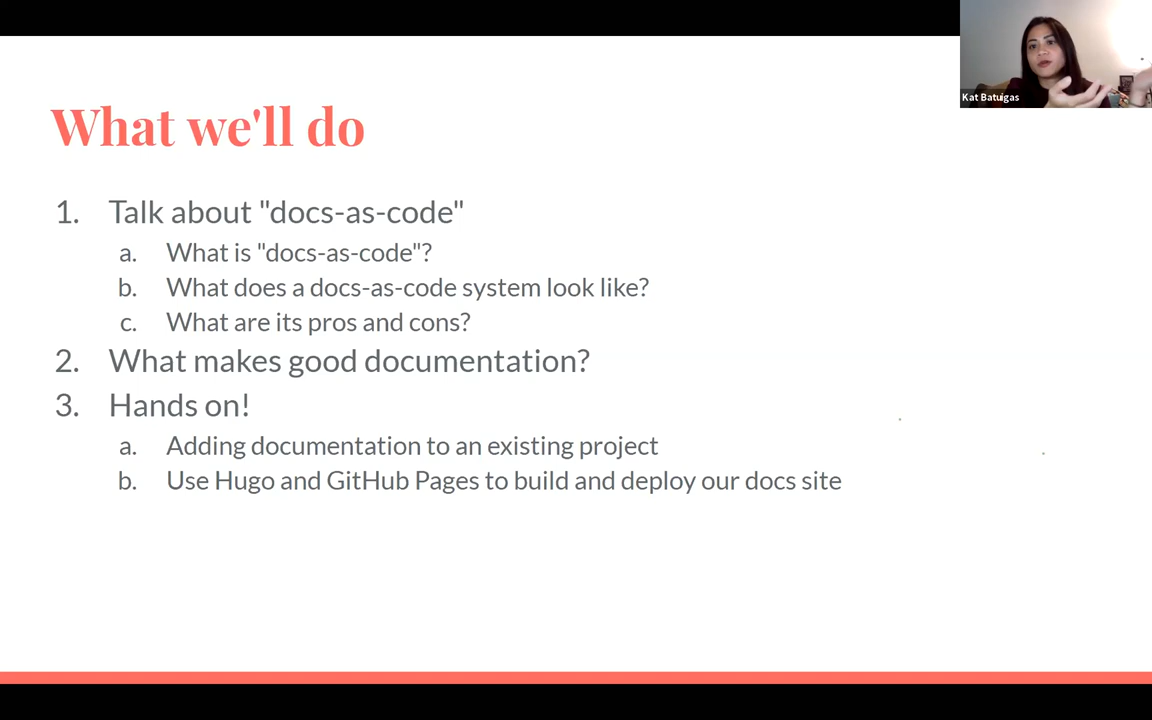 What we'll do
1. Talk about "docs-as-code"
a. What is "docs-as-code"?
b. What does a docs-as-code system look like?
c. What are its pros and cons?
2. What makes good documentation?
3. Hands on!
a. Adding documentation to an existing project
b. Use Hugo and GitHub Pages to build and deploy our docs site
Kat Batuigas